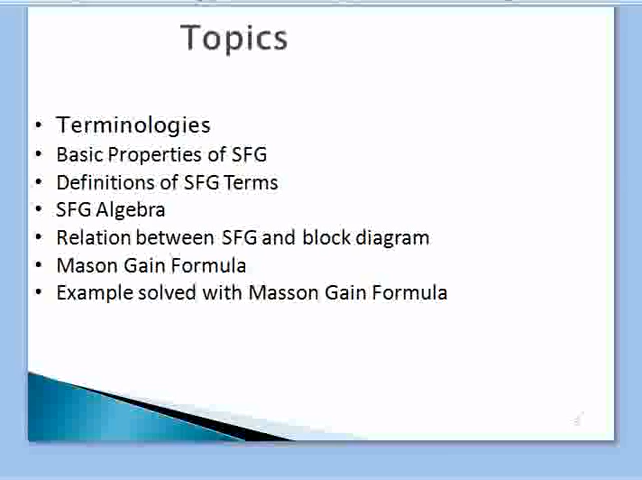 Topics
• Terminologies
• Basic Properties of SFG
• Definitions of SFG Terms
• SFG Algebra
• Relation between SFG and block diagram
• Mason Gain Formula
• Example solved with Masson Gain Formula